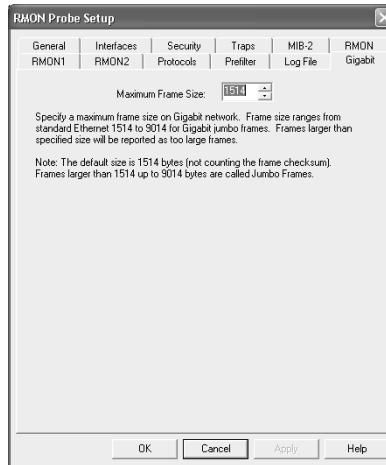 RMON Probe Setup
General Interfaces Security Traps MIB-2 RMON
RMON1 RMON2 Protocols Prefilter Log File Gigabit
Maximum Frame Size: 1514
Specify a maximum frame size on Gigabit network. Frame size ranges from
standard Ethernet 1514 to 9014 for Gigabit jumbo frames. Frames larger than
specified size will be reported as too large frames.
Note: The default size is 1514 bytes (not counting the frame checksum).
Frames larger than 1514 up to 9014 bytes are called Jumbo Frames.
OK Cancel Apply Help